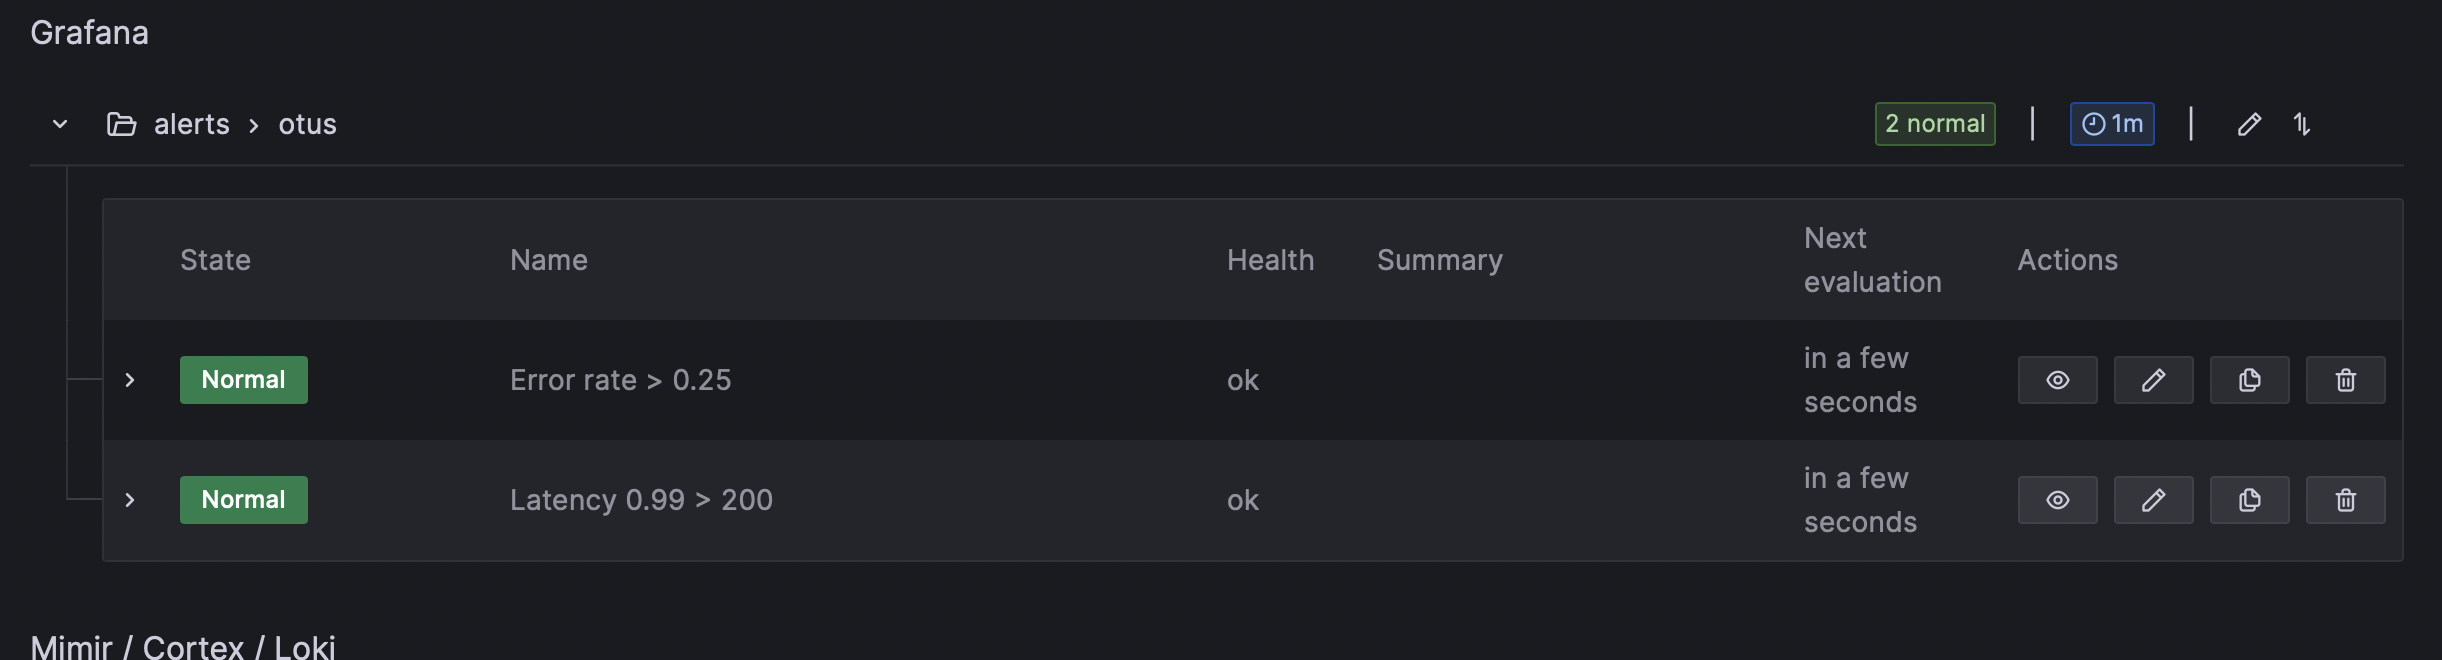 Grafana
alerts > otus
2 normal | 1m |
State Name Health Summary Next evaluation Actions
Normal Error rate > 0.25 ok in a few seconds
Normal Latency 0.99 > 200 ok in a few seconds
Mimir / Cortex / Loki